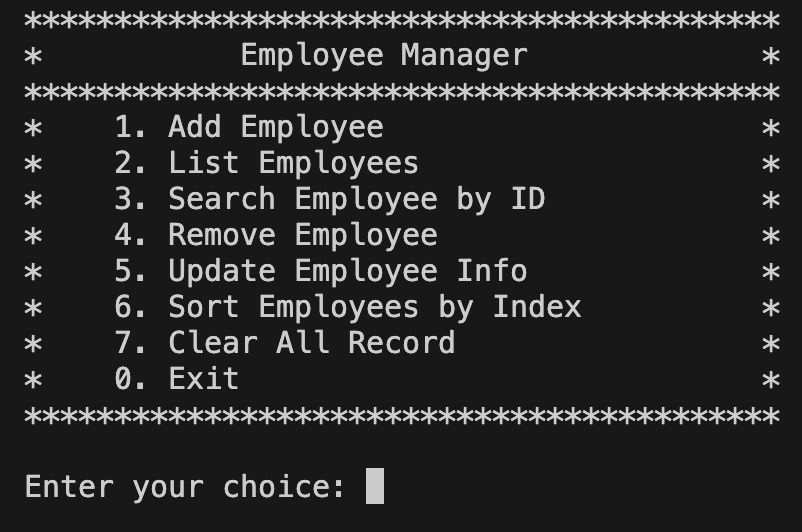 ******************************************
*           Employee Manager             *
******************************************
*    1. Add Employee                     *
*    2. List Employees                   *
*    3. Search Employee by ID            *
*    4. Remove Employee                  *
*    5. Update Employee Info             *
*    6. Sort Employees by Index          *
*    7. Clear All Record                 *
*    0. Exit                             *
******************************************
Enter your choice: